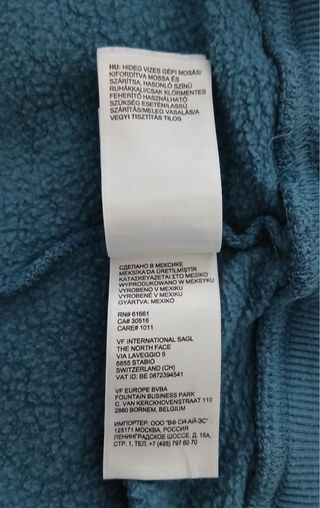 HU: HIDEG VIZES GÉPI MOSÁS/
KIFORDÍTVA MOSSA ÉS
SZÁRÍTSA, HASONLÓ SZÍNŰ
RUHÁKKAL/CSAK KLÓRMENTES
FEHÉRÍTŐ HASZNÁLHATÓ
SZÜKSÉG ESETÉN/LASSÚ
SZÁRÍTÁS/MELEG VASALÁS/A
VEGYI TISZTÍTÁS TILOS
СДЕЛАНО В МЕКСИКЕ
MEKSİKA'DA ÜRETİLMİŞTİR
ΚΑΤΑΣΚΕΥΑΖΕΤΑΙ ΣΤΟ ΜΕΞΙΚΟ
WYPRODUKOWANO W MEKSYKU
VYROBENO V MEXIKU
VYROBENÉ V MEXIKU
GYÁRTVA: MEXIKÓ
RN# 61661
CA# 30516
CARE# 1011
VF INTERNATIONAL SAGL
THE NORTH FACE
VIA LAVEGGIO 5
6855 STABIO
SWITZERLAND (CH)
VAT ID: BE 0872394541
VF EUROPE BVBA
FOUNTAIN BUSINESS PARK
C. VAN KERCKHOVENSTRAAT 110
2880 BORNEM, BELGIUM
ИМПОРТЕР: ООО "ВФ СИ-АЙ-ЭС"
125171 МОСКВА, РОССИЯ
ЛЕНИНГРАДСКОЕ ШОССЕ, Д. 16А,
СТР. 1, ТЕЛ: +7 (495) 797 60 70